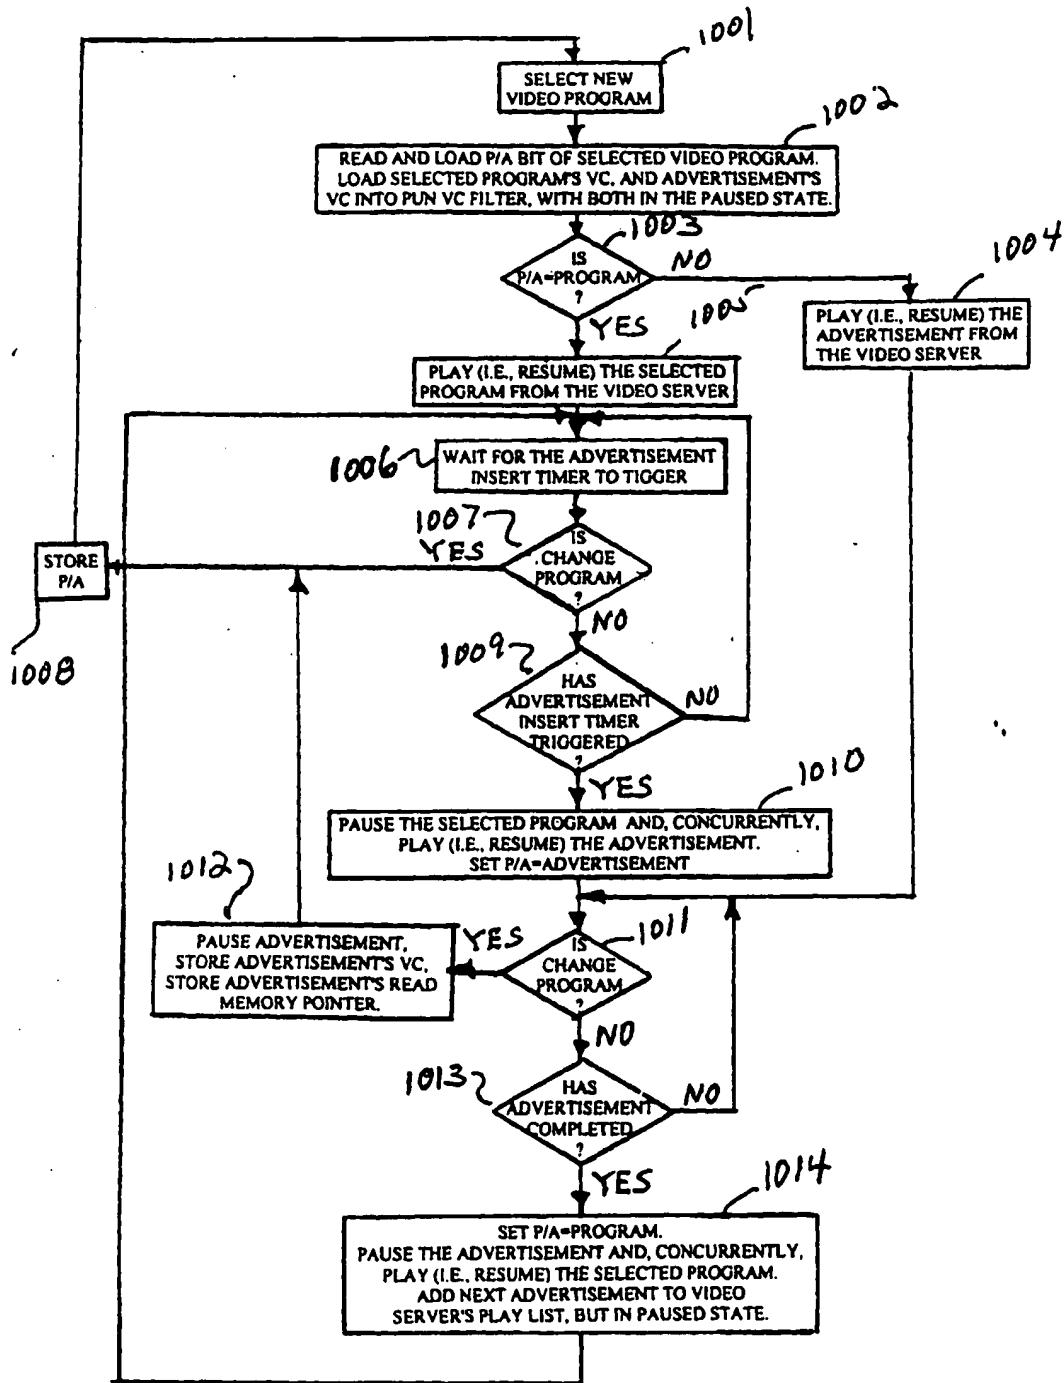 1001
SELECT NEW
VIDEO PROGRAM
1002
READ AND LOAD P/A BIT OF SELECTED VIDEO PROGRAM.
LOAD SELECTED PROGRAM'S VC, AND ADVERTISEMENT'S
VC INTO PUN VC FILTER, WITH BOTH IN THE PAUSED STATE.
1003
IS
P/A=PROGRAM
?
NO
YES
1004
PLAY (I.E., RESUME) THE
ADVERTISEMENT FROM
THE VIDEO SERVER
1005
PLAY (I.E., RESUME) THE SELECTED
PROGRAM FROM THE VIDEO SERVER
1006
WAIT FOR THE ADVERTISEMENT
INSERT TIMER TO TIGGER
1007
YES
IS
CHANGE
PROGRAM
?
NO
STORE
P/A
1008
1009
HAS
ADVERTISEMENT
INSERT TIMER
TRIGGERED
?
NO
YES
1010
PAUSE THE SELECTED PROGRAM AND, CONCURRENTLY,
PLAY (I.E., RESUME) THE ADVERTISEMENT.
SET P/A=ADVERTISEMENT
1012
PAUSE ADVERTISEMENT,
STORE ADVERTISEMENT'S VC,
STORE ADVERTISEMENT'S READ
MEMORY POINTER.
YES
1011
IS
CHANGE
PROGRAM
?
NO
1013
HAS
ADVERTISEMENT
COMPLETED
?
NO
YES
1014
SET P/A=PROGRAM.
PAUSE THE ADVERTISEMENT AND, CONCURRENTLY,
PLAY (I.E., RESUME) THE SELECTED PROGRAM.
ADD NEXT ADVERTISEMENT TO VIDEO
SERVER'S PLAY LIST, BUT IN PAUSED STATE.